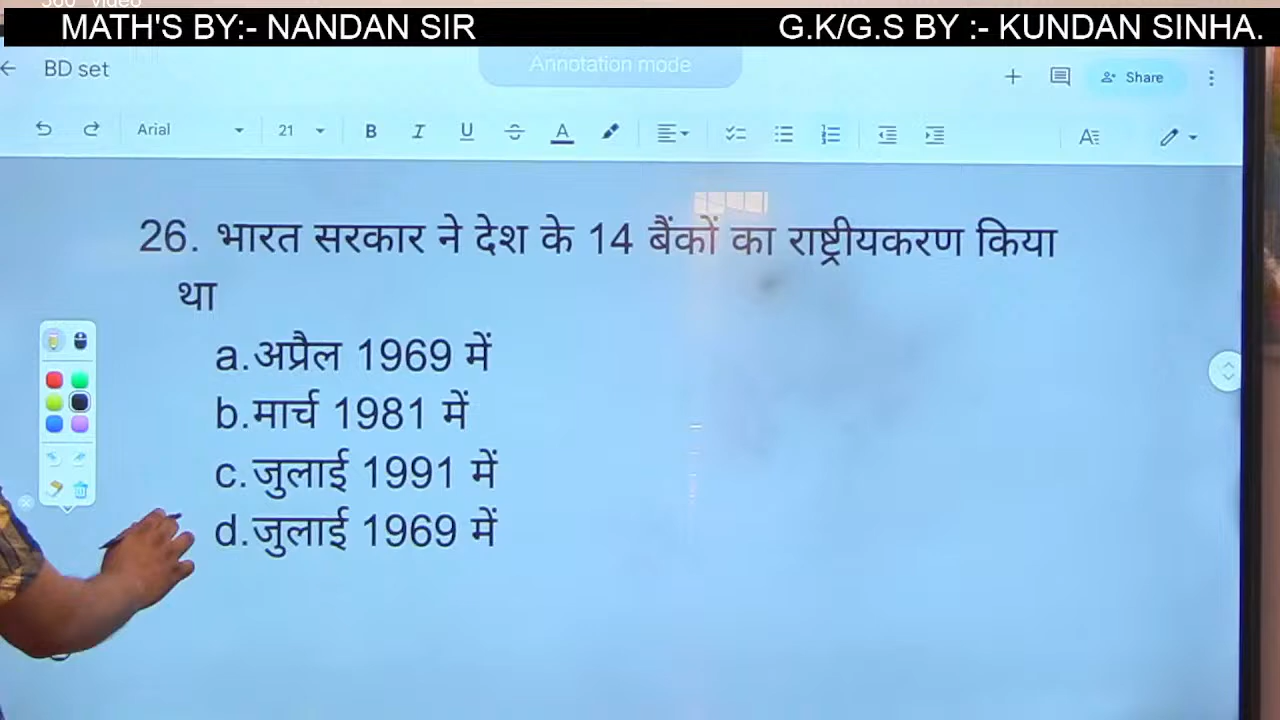 MATH'S BY:- NANDAN SIR
G.K/G.S BY :- KUNDAN SINHA.
BD set
Annotation mode
Share
Arial
21
B I U A
26. भारत सरकार ने देश के 14 बैंकों का राष्ट्रीयकरण किया
था
a.अप्रैल 1969 में
b.मार्च 1981 में
c.जुलाई 1991 में
d.जुलाई 1969 में